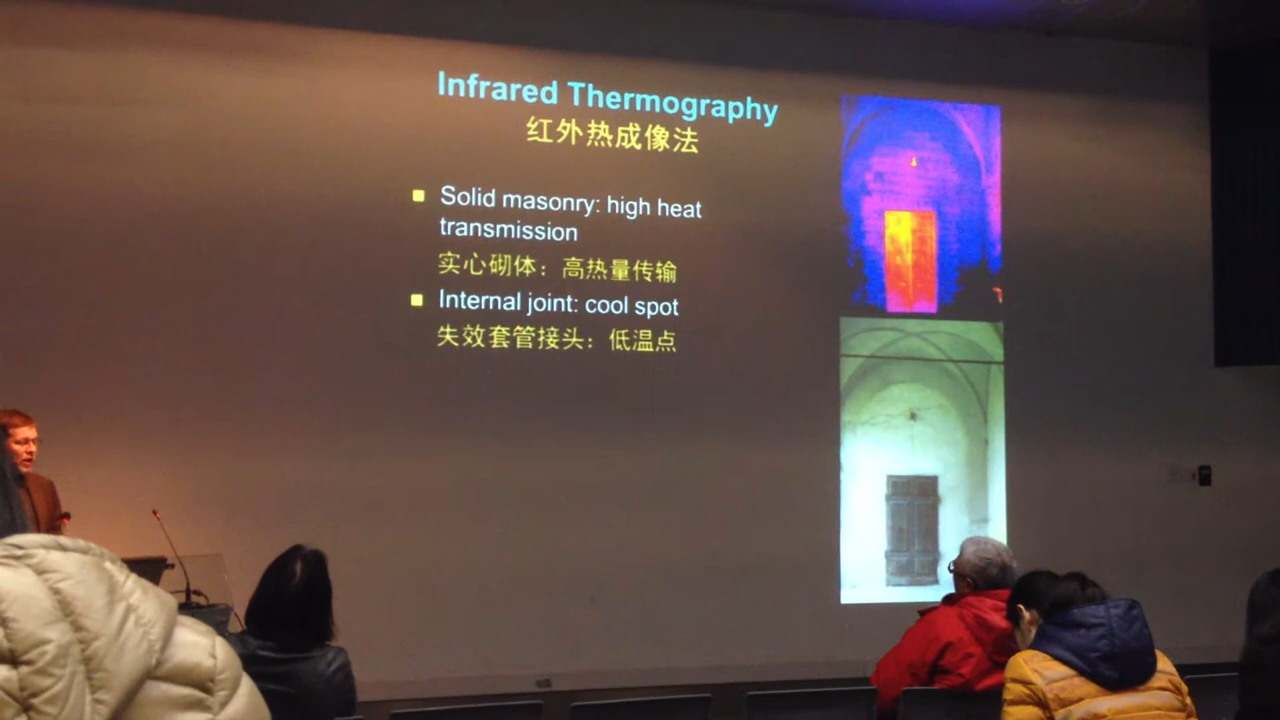 Infrared Thermography
红外热成像法
Solid masonry: high heat
transmission
实心砌体：高热量传输
Internal joint: cool spot
失效套管接头：低温点